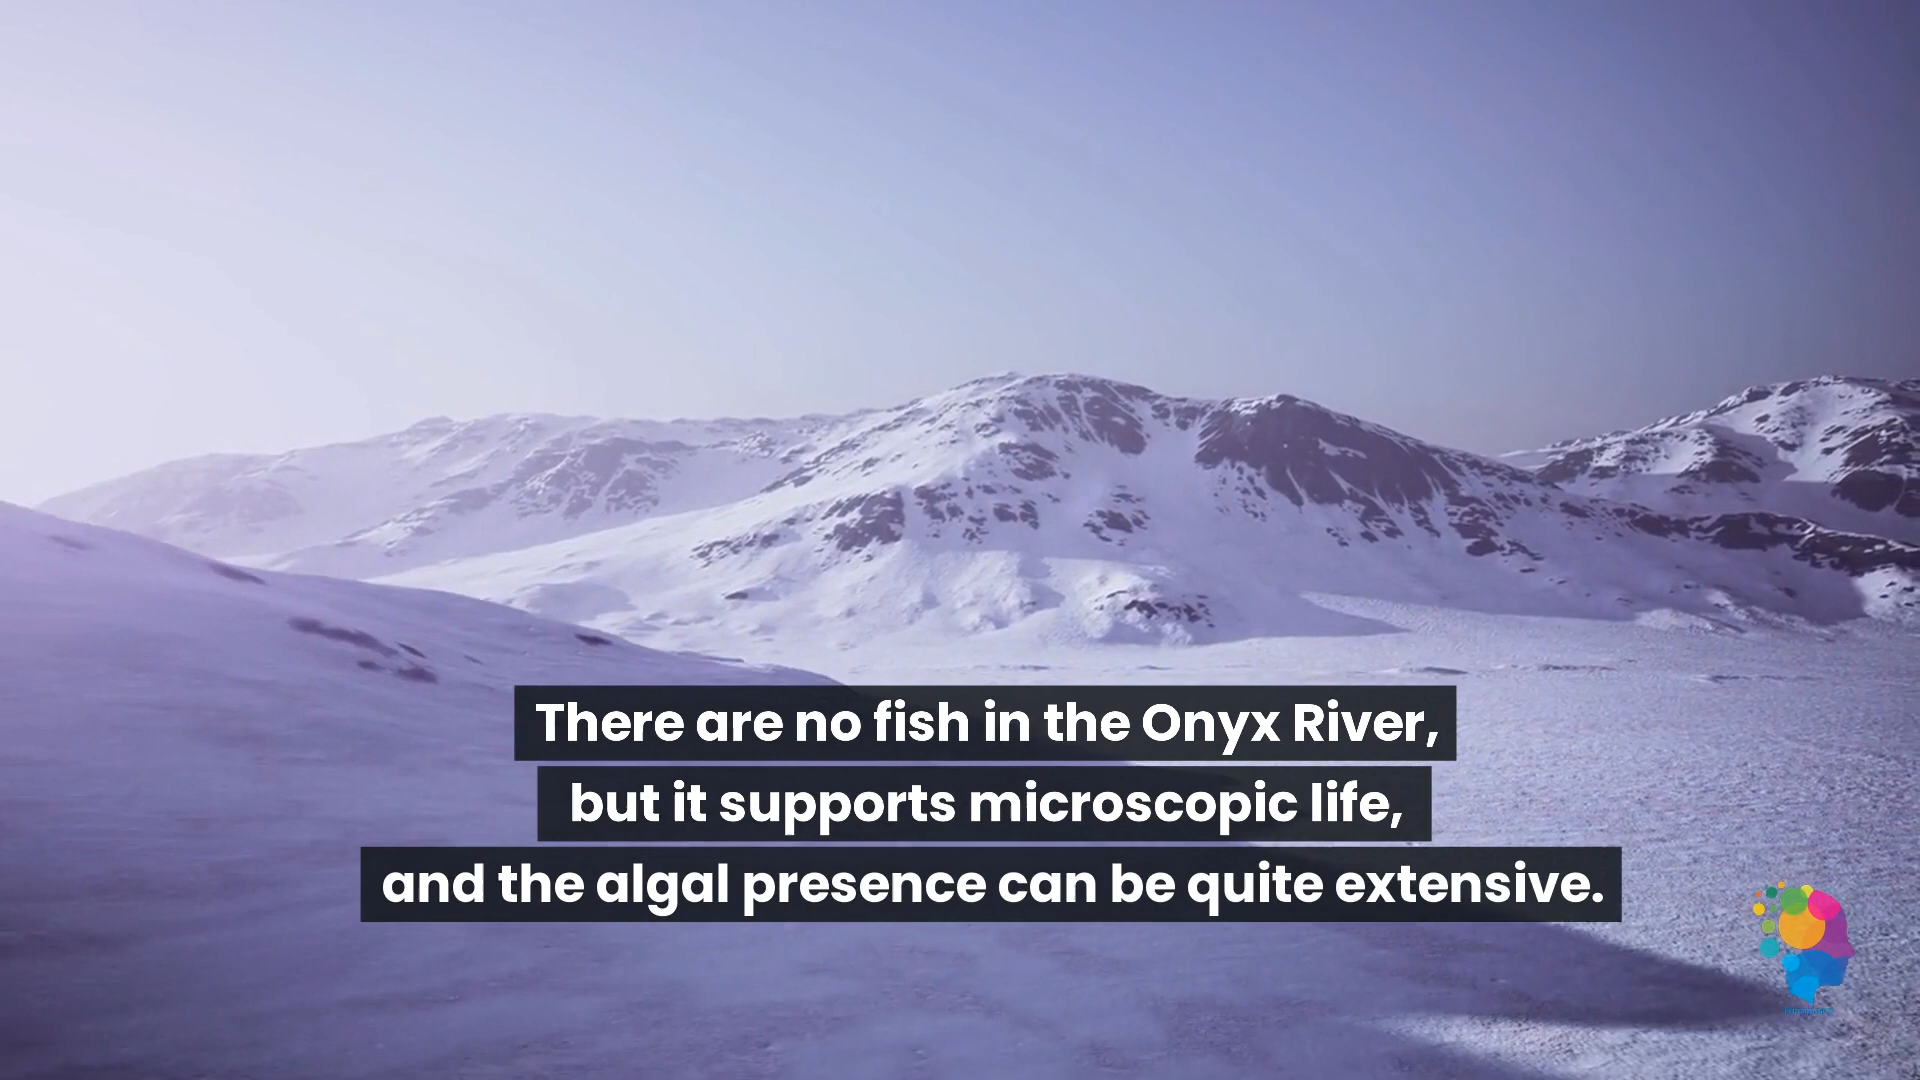 There are no fish in the Onyx River,
but it supports microscopic life,
and the algal presence can be quite extensive.